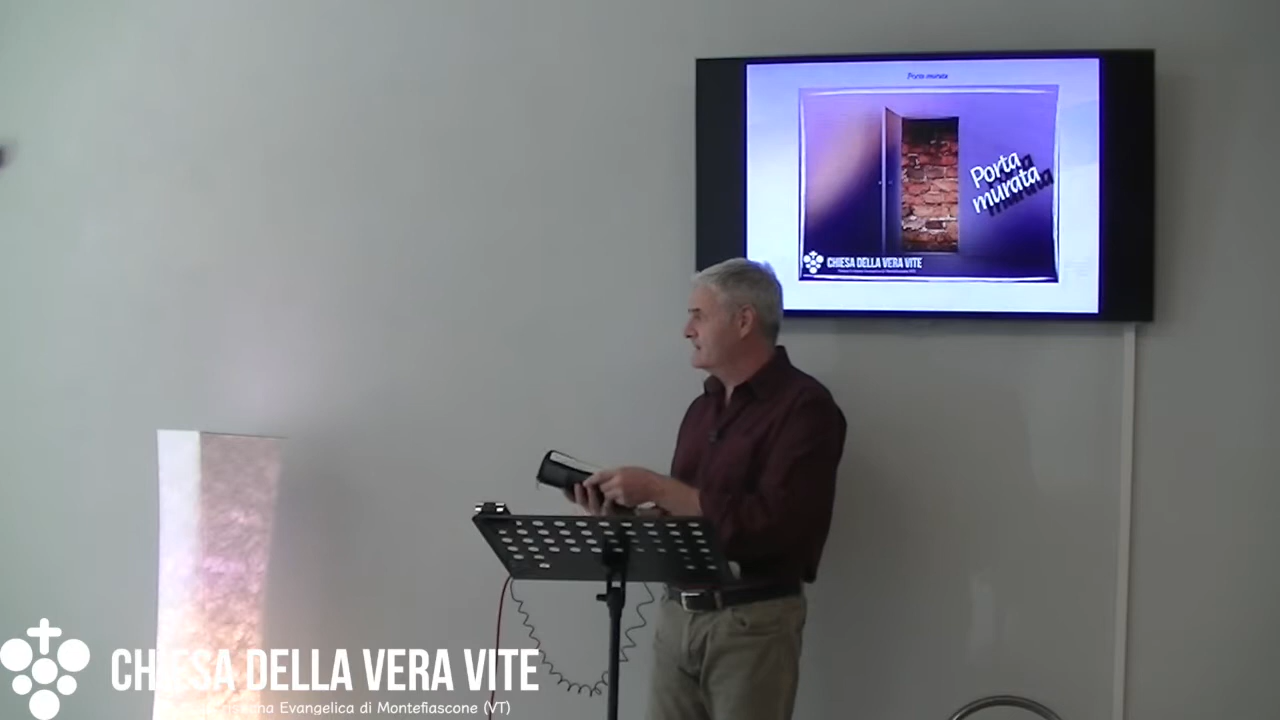 Porta murata
Porta
murata
CHIESA DELLA VERA VITE
CHIESA DELLA VERA VITE
Evangelica di Montefiascone (VT)